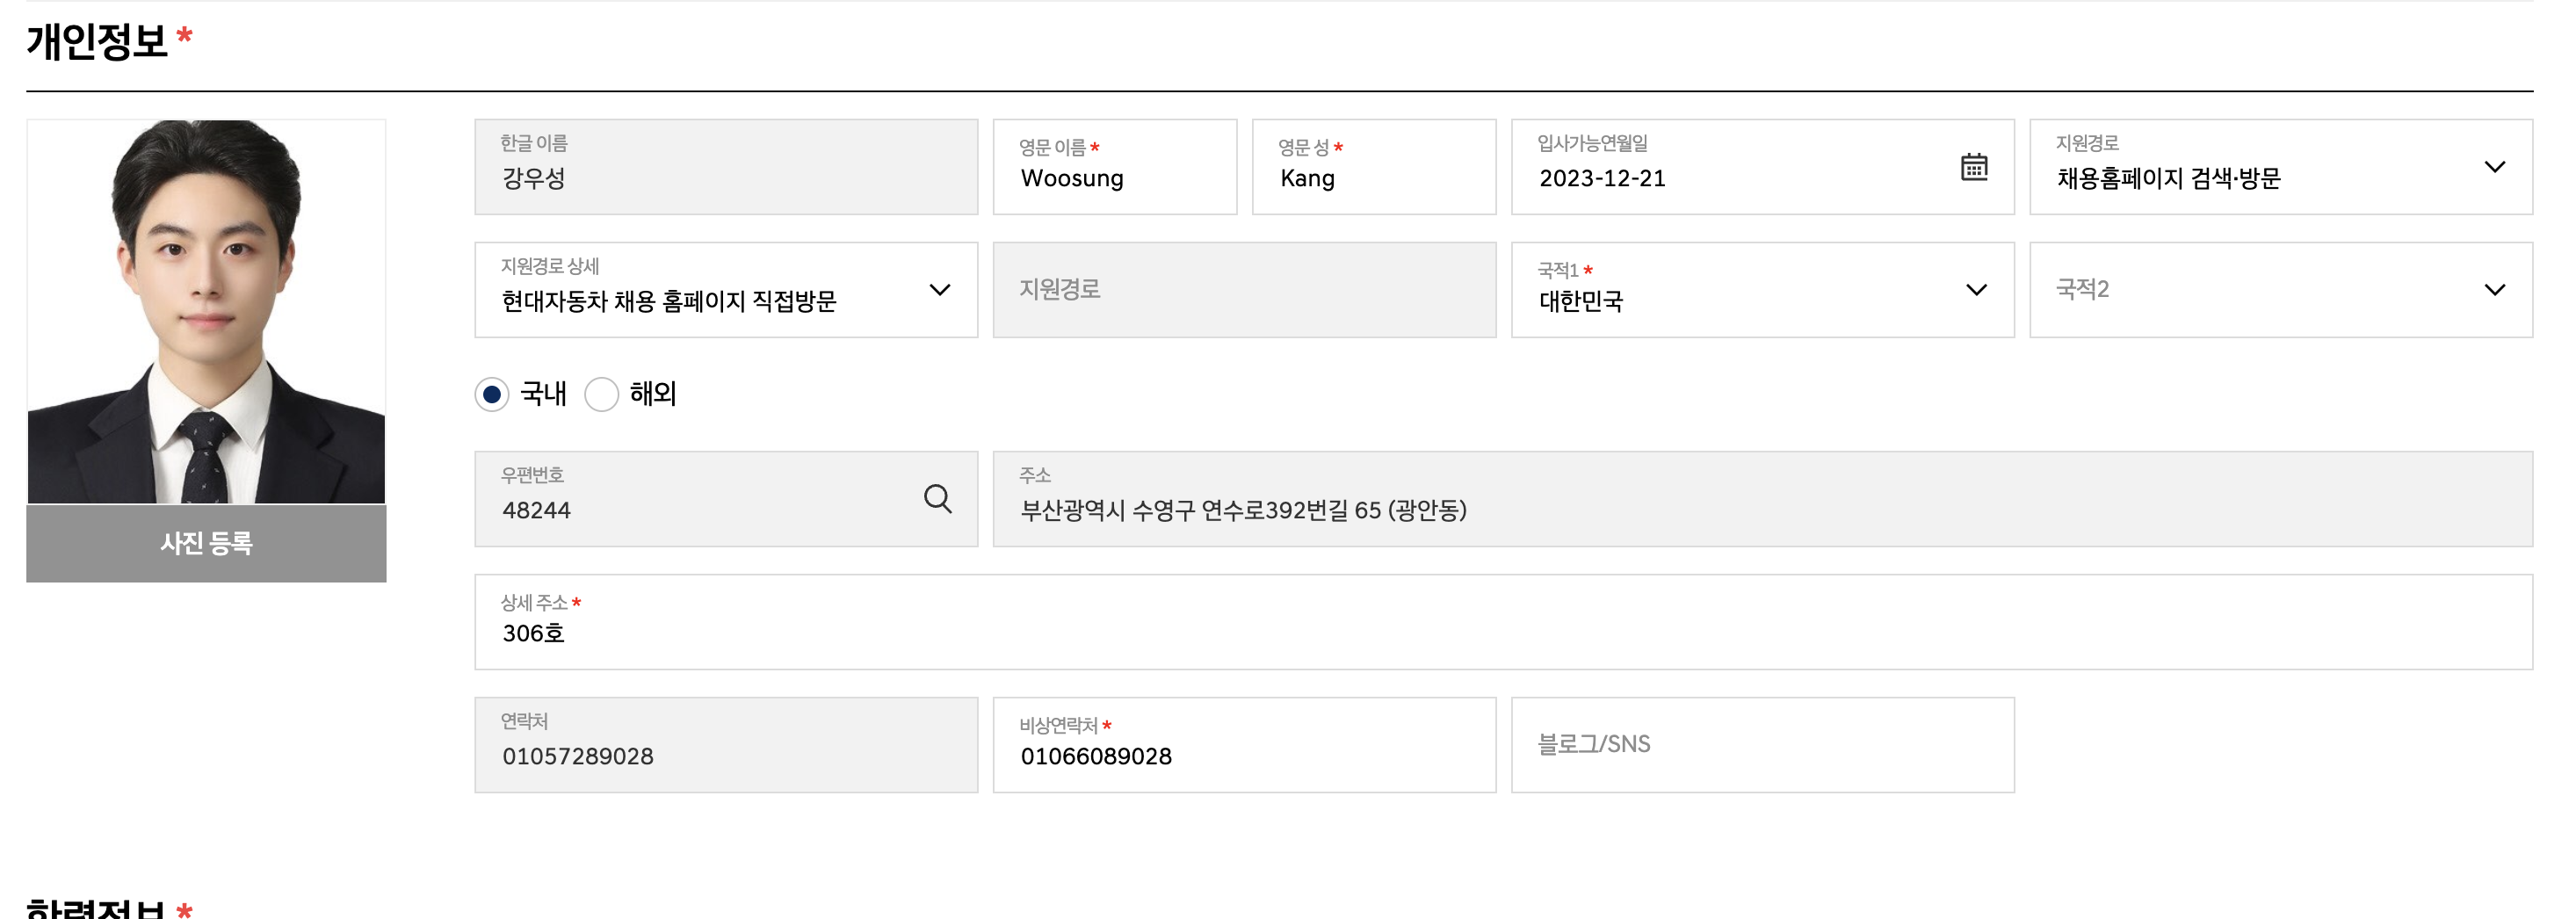 개인정보 *
한글 이름
강우성
영문 이름 *
Woosung
영문 성 *
Kang
입사가능연월일
2023-12-21
지원경로
채용홈페이지 검색·방문
지원경로 상세
현대자동차 채용 홈페이지 직접방문
지원경로
국적1 *
대한민국
국적2
국내
해외
사진 등록
우편번호
48244
주소
부산광역시 수영구 연수로392번길 65 (광안동)
상세 주소 *
306호
연락처
01057289028
비상연락처 *
01066089028
블로그/SNS
학력정보 *